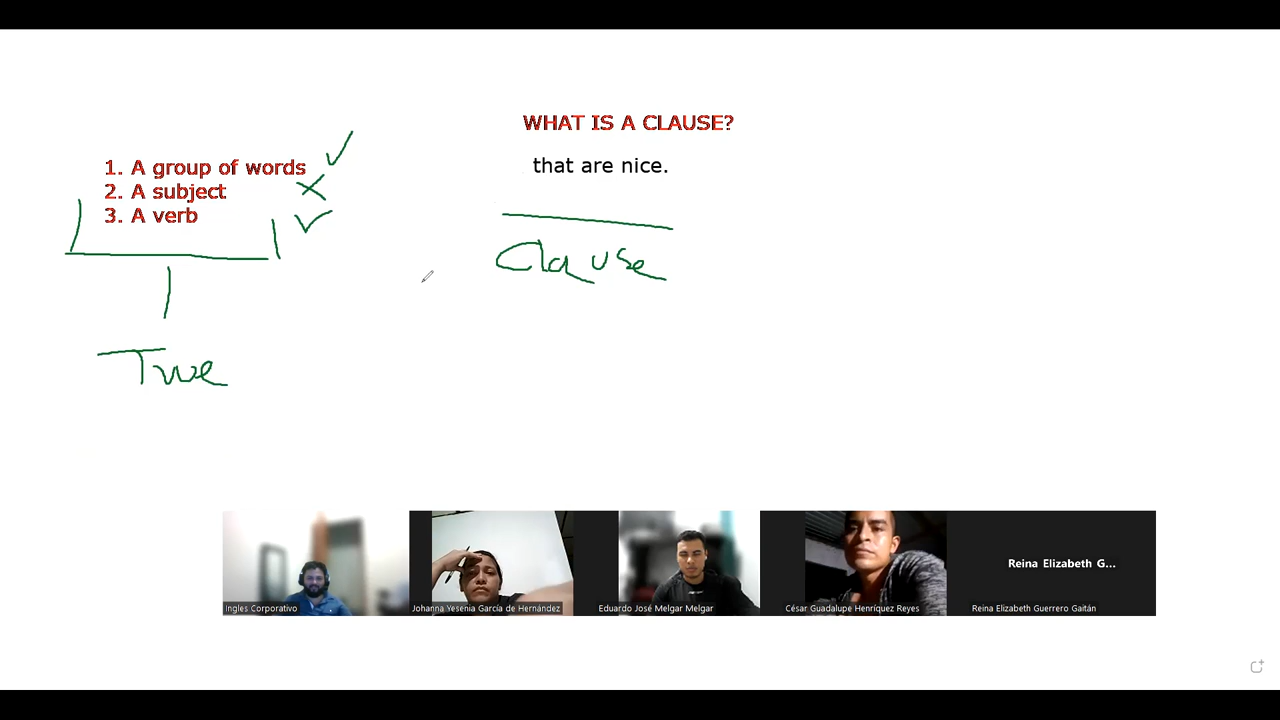 WHAT IS A CLAUSE?
1. A group of words
2. A subject
3. A verb
that are nice.
Clause
True
Reina Elizabeth G...
Ingles Corporativo
Johanna Yesenia García de Hernández
Eduardo José Melgar Melgar
César Guadalupe Henríquez Reyes
Reina Elizabeth Guerrero Gaitán